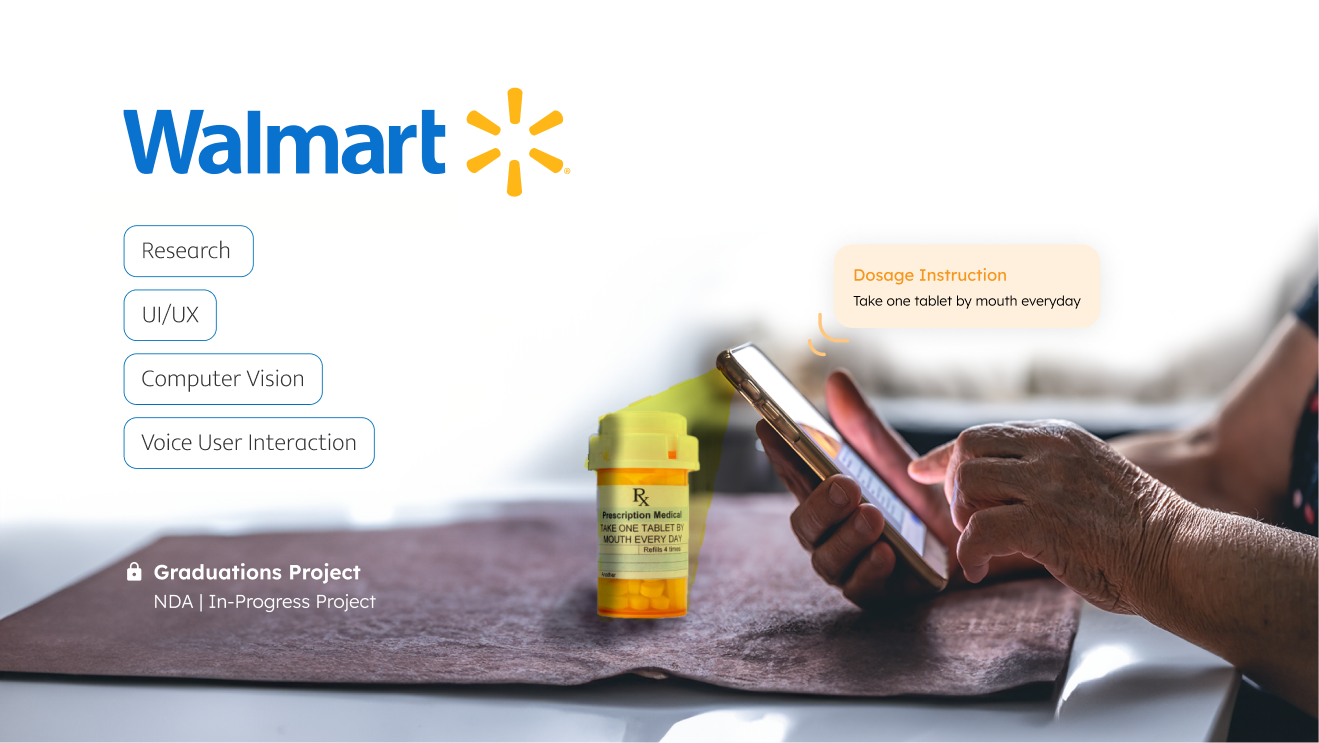 Walmart
Research
UI/UX
Computer Vision
Voice User Interaction
Dosage Instruction
Take one tablet by mouth everyday
Rx
Prescription Medical
TAKE ONE TABLET BY
MOUTH EVERY DAY
Refills 4 times
Graduations Project
NDA | In-Progress Project